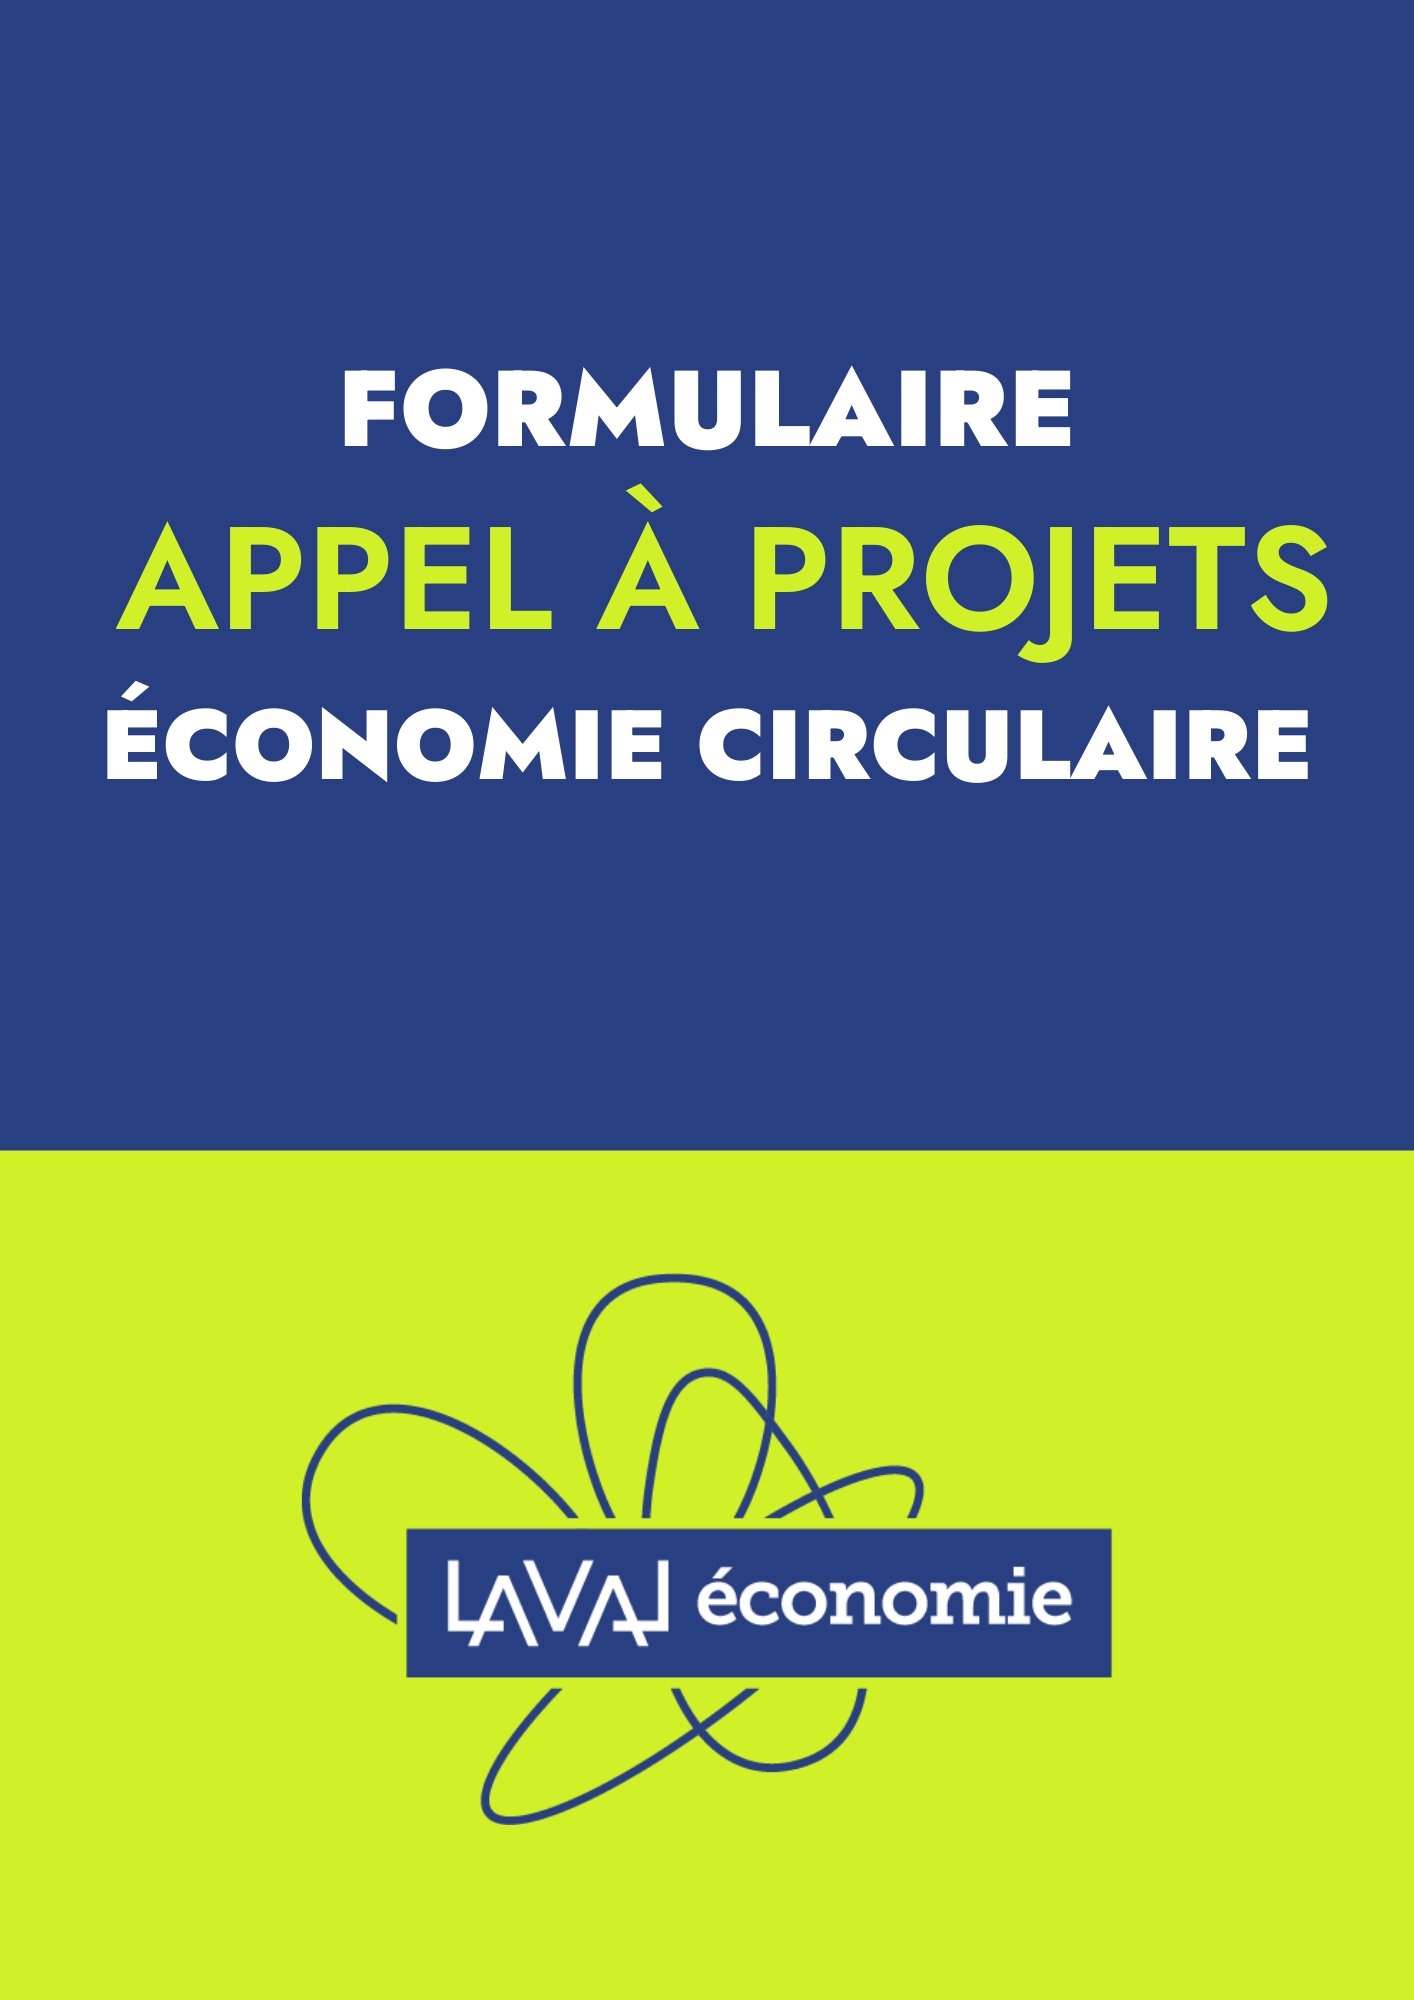 FORMULAIRE
APPEL À PROJETS
ÉCONOMIE CIRCULAIRE
LAVAL économie